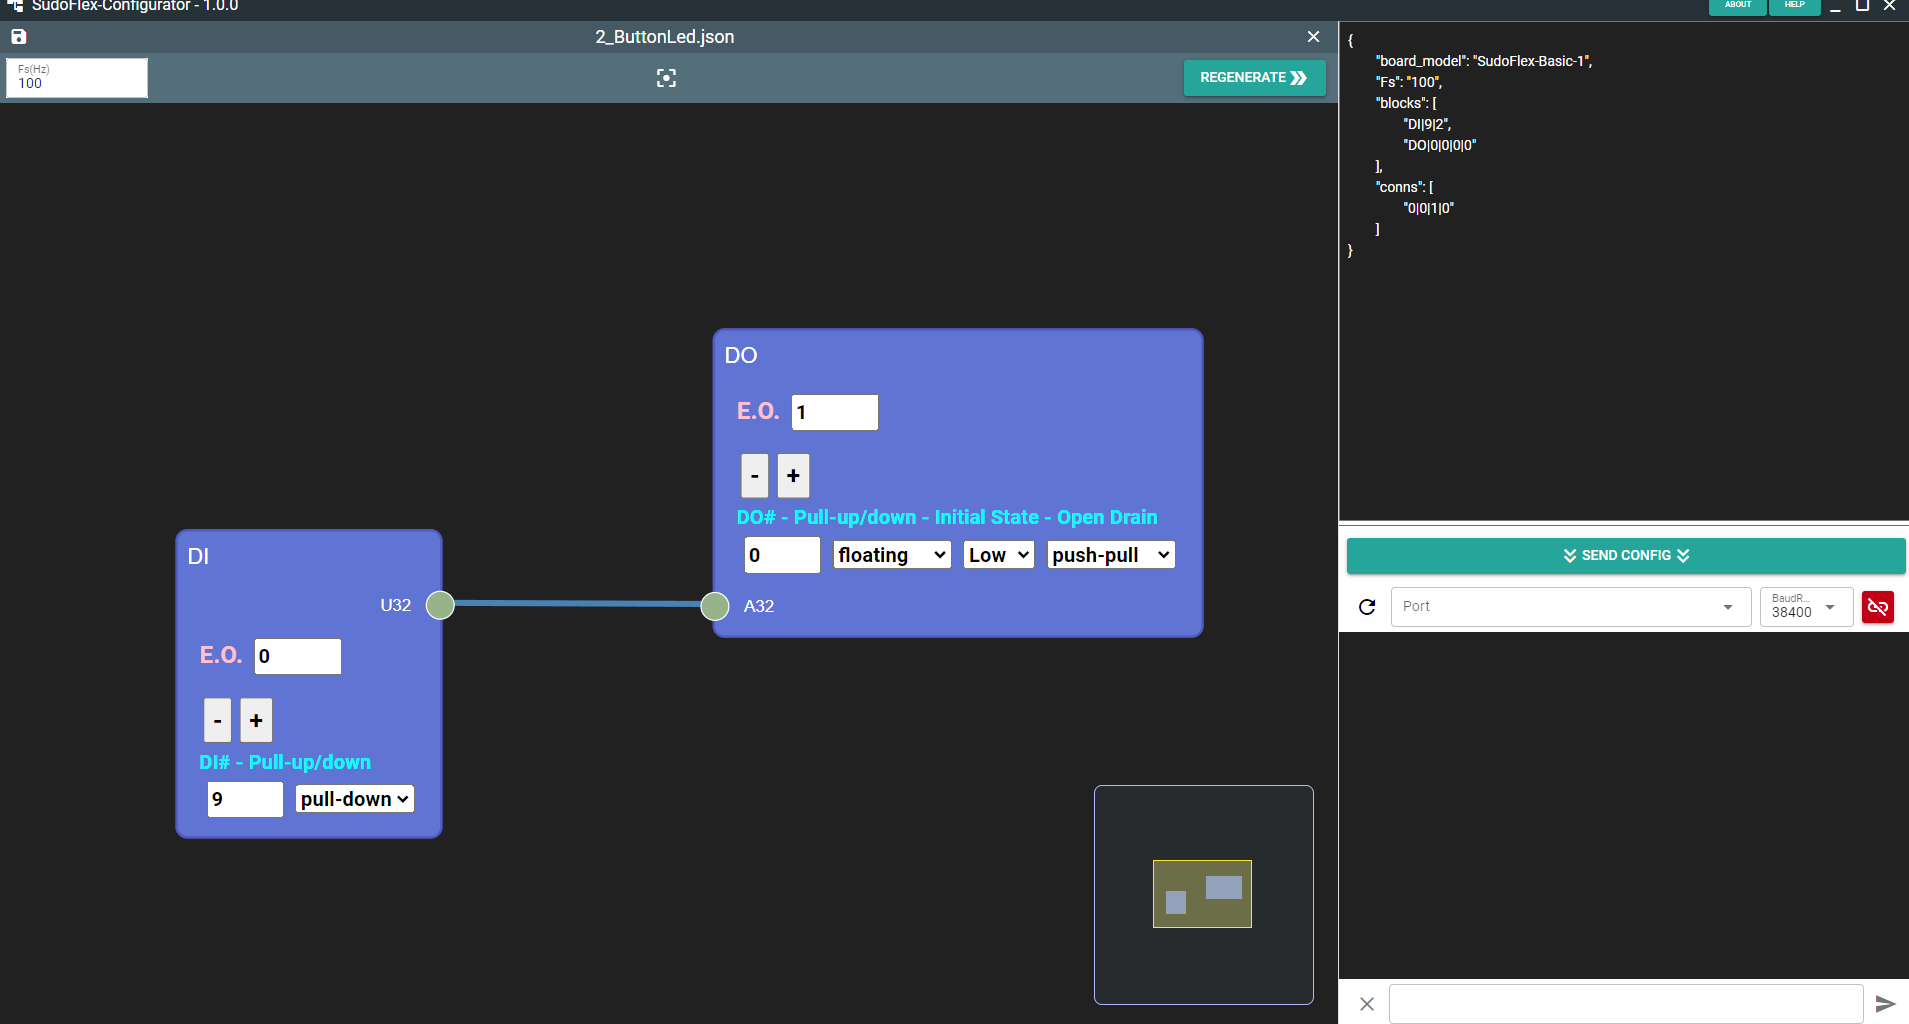 SudoFlex-Configurator - 1.0.0
ABOUT
HELP
2_ButtonLed.json
Fs(Hz)
100
REGENERATE
DO
E.O. 1
- +
DO# - Pull-up/down - Initial State - Open Drain
0 floating Low push-pull
A32
DI
U32
E.O. 0
- +
DI# - Pull-up/down
9 pull-down
{
"board_model": "SudoFlex-Basic-1",
"Fs": "100",
"blocks": [
"DI|9|2",
"DO|0|0|0|0"
],
"conns": [
"0|0|1|0"
]
}
SEND CONFIG
Port
BaudR...
38400